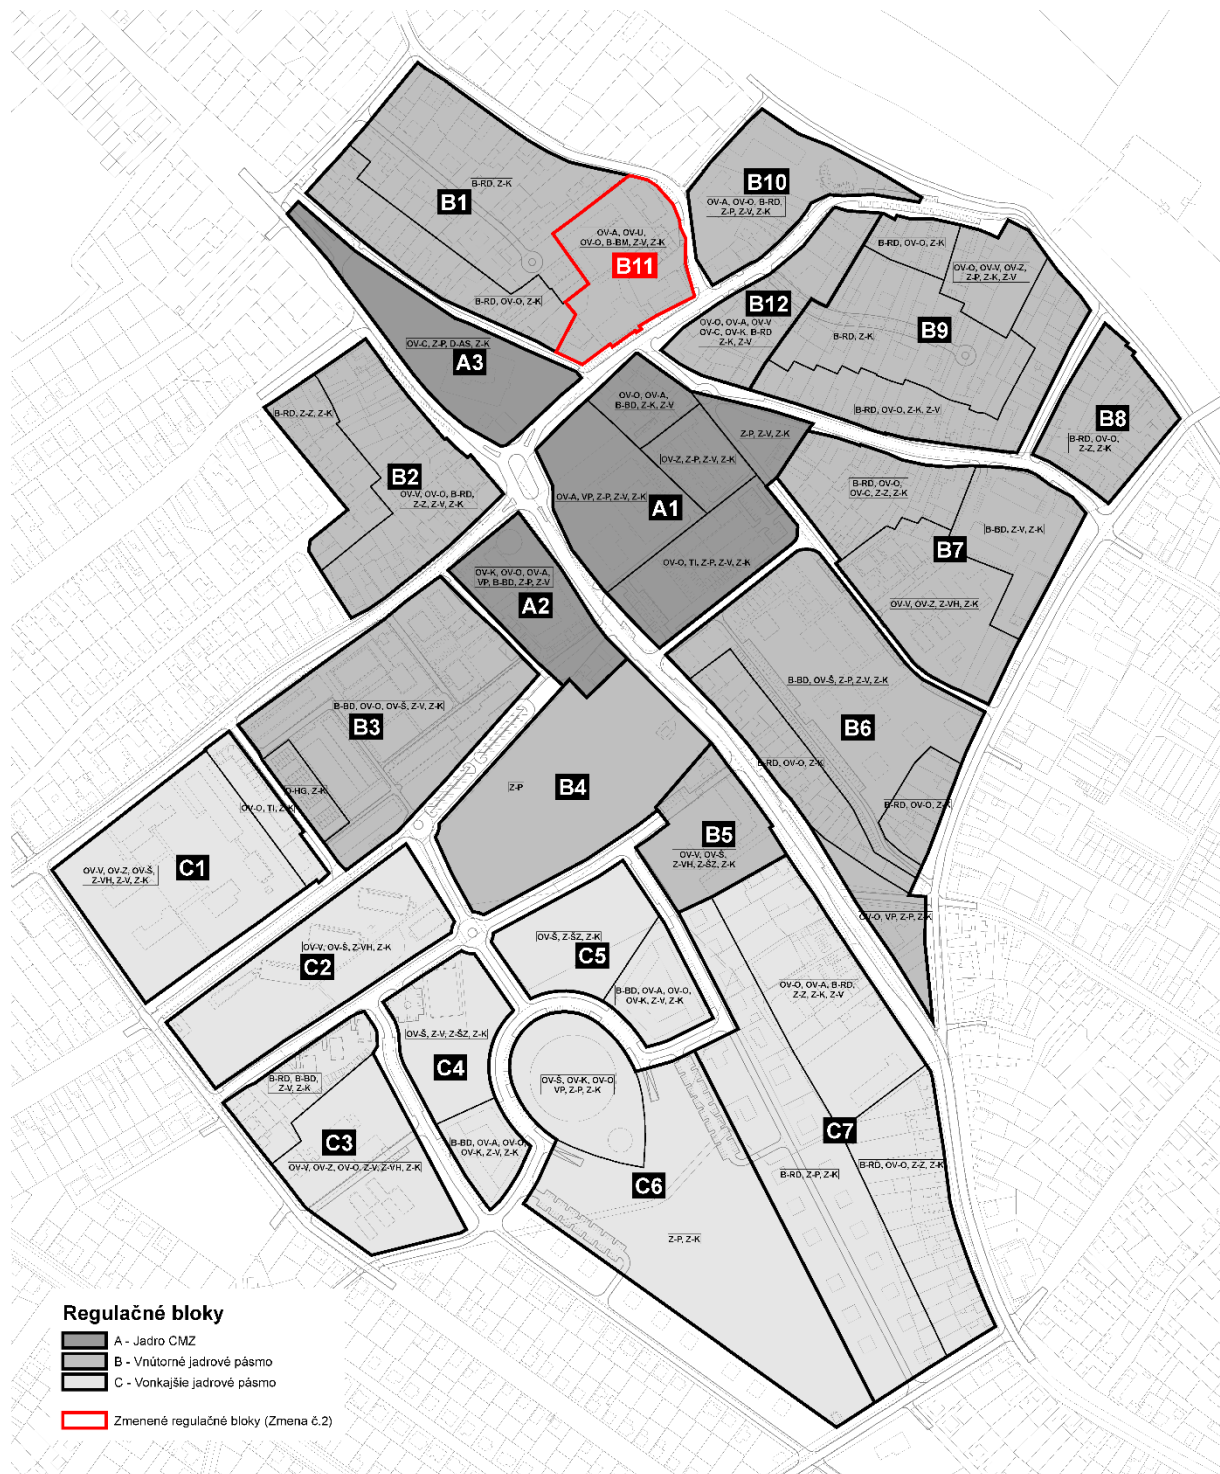 B-RD, Z-K
B1
B-RD, OV-O, Z-K
OV-A, OV-U,
OV-O, B-BM, Z-V, Z-K
B11
B10
OV-A, OV-O, B-RD,
Z-P, Z-V, Z-K
B-RD, OV-O, Z-K
OV-O, OV-V, OV-Z,
Z-P, Z-K, Z-V
B12
OV-O, OV-A, OV-V
OV-C, OV-K, B-RD
Z-K, Z-V
B9
B-RD, Z-K
B-RD, OV-O, Z-K, Z-V
B8
B-RD, OV-O,
Z-Z, Z-K
OV-C, Z-P, D-AS, Z-K
A3
B-RD, Z-Z, Z-K
B2
OV-V, OV-O, B-RD,
Z-Z, Z-V, Z-K
OV-O, OV-A,
B-BD, Z-K, Z-V
Z-P, Z-V, Z-K
OV-Z, Z-P, Z-V, Z-K
OV-A, VP, Z-P, Z-V, Z-K
A1
OV-O, TI, Z-P, Z-V, Z-K
B-RD, OV-O,
OV-C, Z-Z, Z-K
B-BD, Z-V, Z-K
B7
OV-V, OV-Z, Z-VH, Z-K
OV-K, OV-O, OV-A,
VP, B-BD, Z-P, Z-V
A2
B-BD, OV-O, OV-Š, Z-V, Z-K
B3
D-HG, Z-K
B-BD, OV-Š, Z-P, Z-V, Z-K
B6
B-RD, OV-O, Z-K
B-RD, OV-O, Z-K
OV-O, VP, Z-P, Z-K
Z-P
B4
B5
OV-V, OV-Š,
Z-VH, Z-ŠZ, Z-K
OV-O, TI, Z-K
OV-V, OV-Z, OV-Š,
Z-VH, Z-V, Z-K
C1
OV-V, OV-Š, Z-VH, Z-K
C2
OV-Š, Z-ŠZ, Z-K
C5
B-BD, OV-A, OV-O,
OV-K, Z-V, Z-K
OV-O, OV-A, B-RD,
Z-Z, Z-K, Z-V
OV-Š, Z-V, Z-ŠZ, Z-K
C4
B-BD, OV-A, OV-O,
OV-K, Z-V, Z-K
OV-Š, OV-K, OV-O,
VP, Z-P, Z-K
B-RD, B-BD,
Z-V, Z-K
C3
OV-V, OV-Z, OV-O, Z-V, Z-VH, Z-K
C7
B-RD, Z-P, Z-K
B-RD, OV-O, Z-Z, Z-K
C6
Z-P, Z-K
Regulačné bloky
A - Jadro CMZ
B - Vnútorné jadrové pásmo
C - Vonkajšie jadrové pásmo
Zmenené regulačné bloky (Zmena č.2)